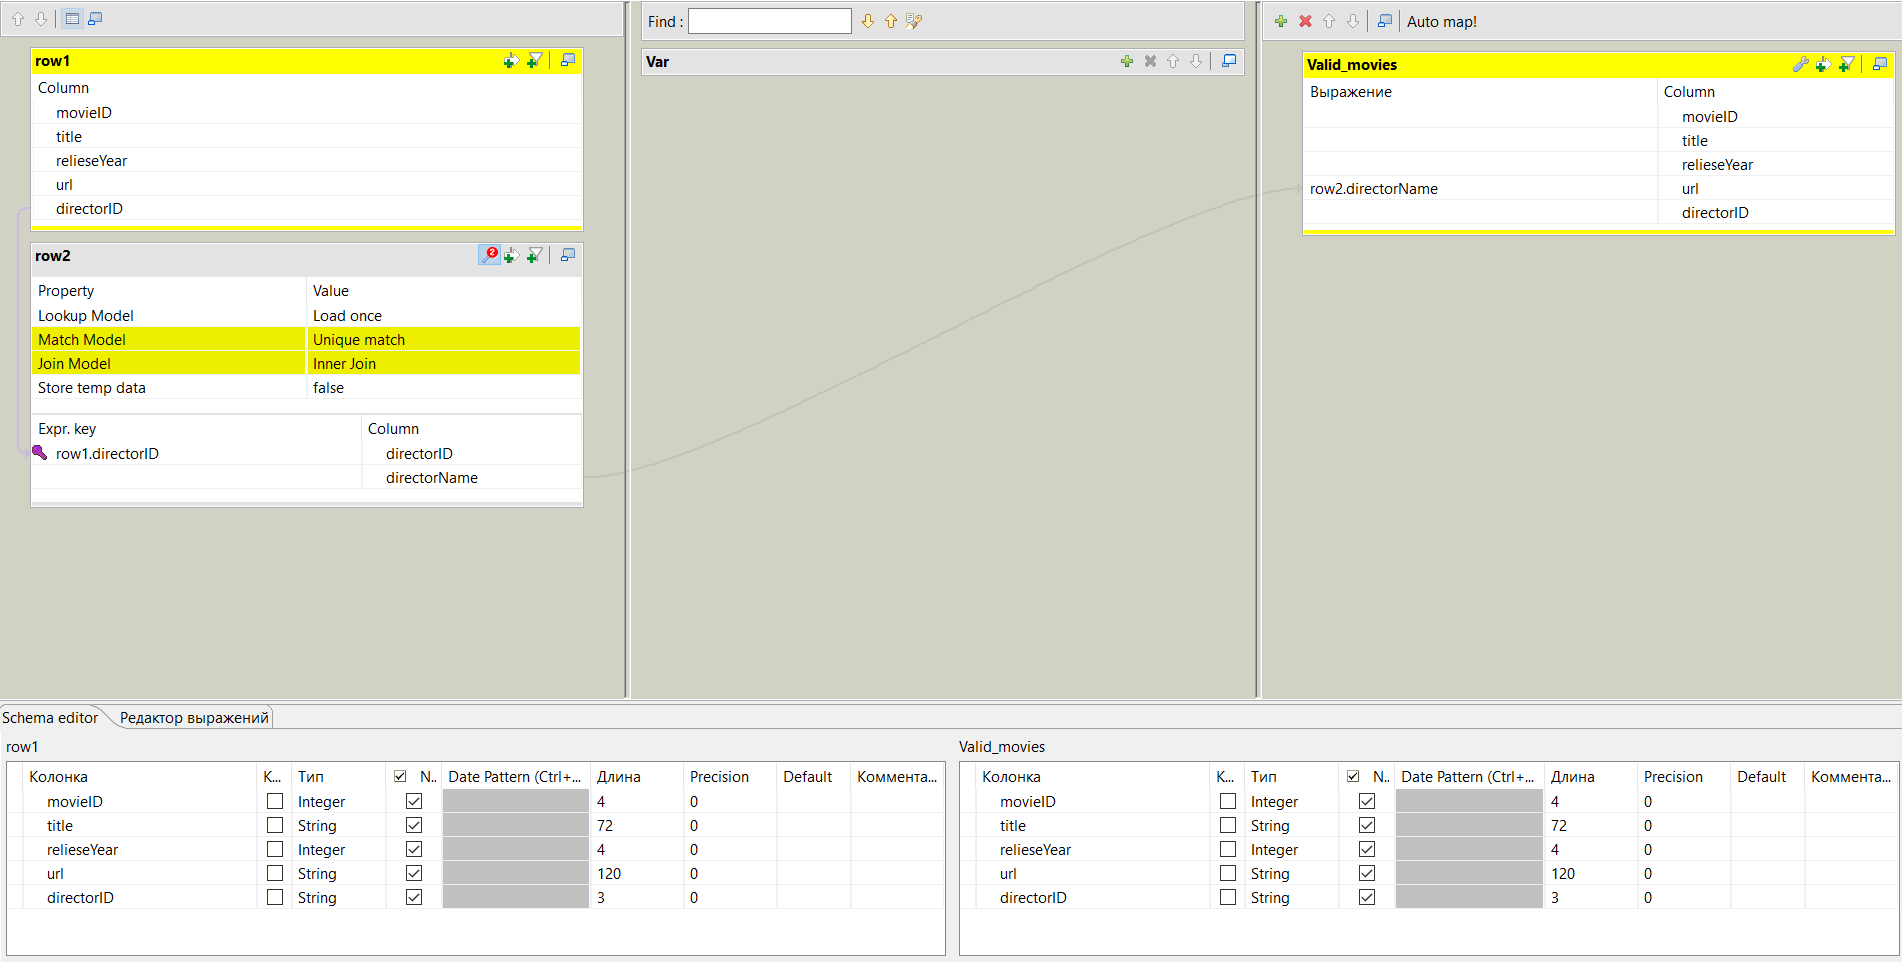 Find :
Auto map!
row1
Column
movieID
title
relieseYear
url
directorID
row2
2
Property Value
Lookup Model Load once
Match Model Unique match
Join Model Inner Join
Store temp data false
Expr. key Column
row1.directorID directorID
directorName
Var
Valid_movies
Выражение Column
movieID
title
relieseYear
row2.directorName url
directorID
Schema editor Редактор выражений
row1
Колонка К... Тип N.. Date Pattern (Ctrl+... Длина Precision Default Коммента...
movieID Integer 4 0
title String 72 0
relieseYear Integer 4 0
url String 120 0
directorID String 3 0
Valid_movies
Колонка К... Тип N.. Date Pattern (Ctrl+... Длина Precision Default Коммента...
movieID Integer 4 0
title String 72 0
relieseYear Integer 4 0
url String 120 0
directorID String 3 0